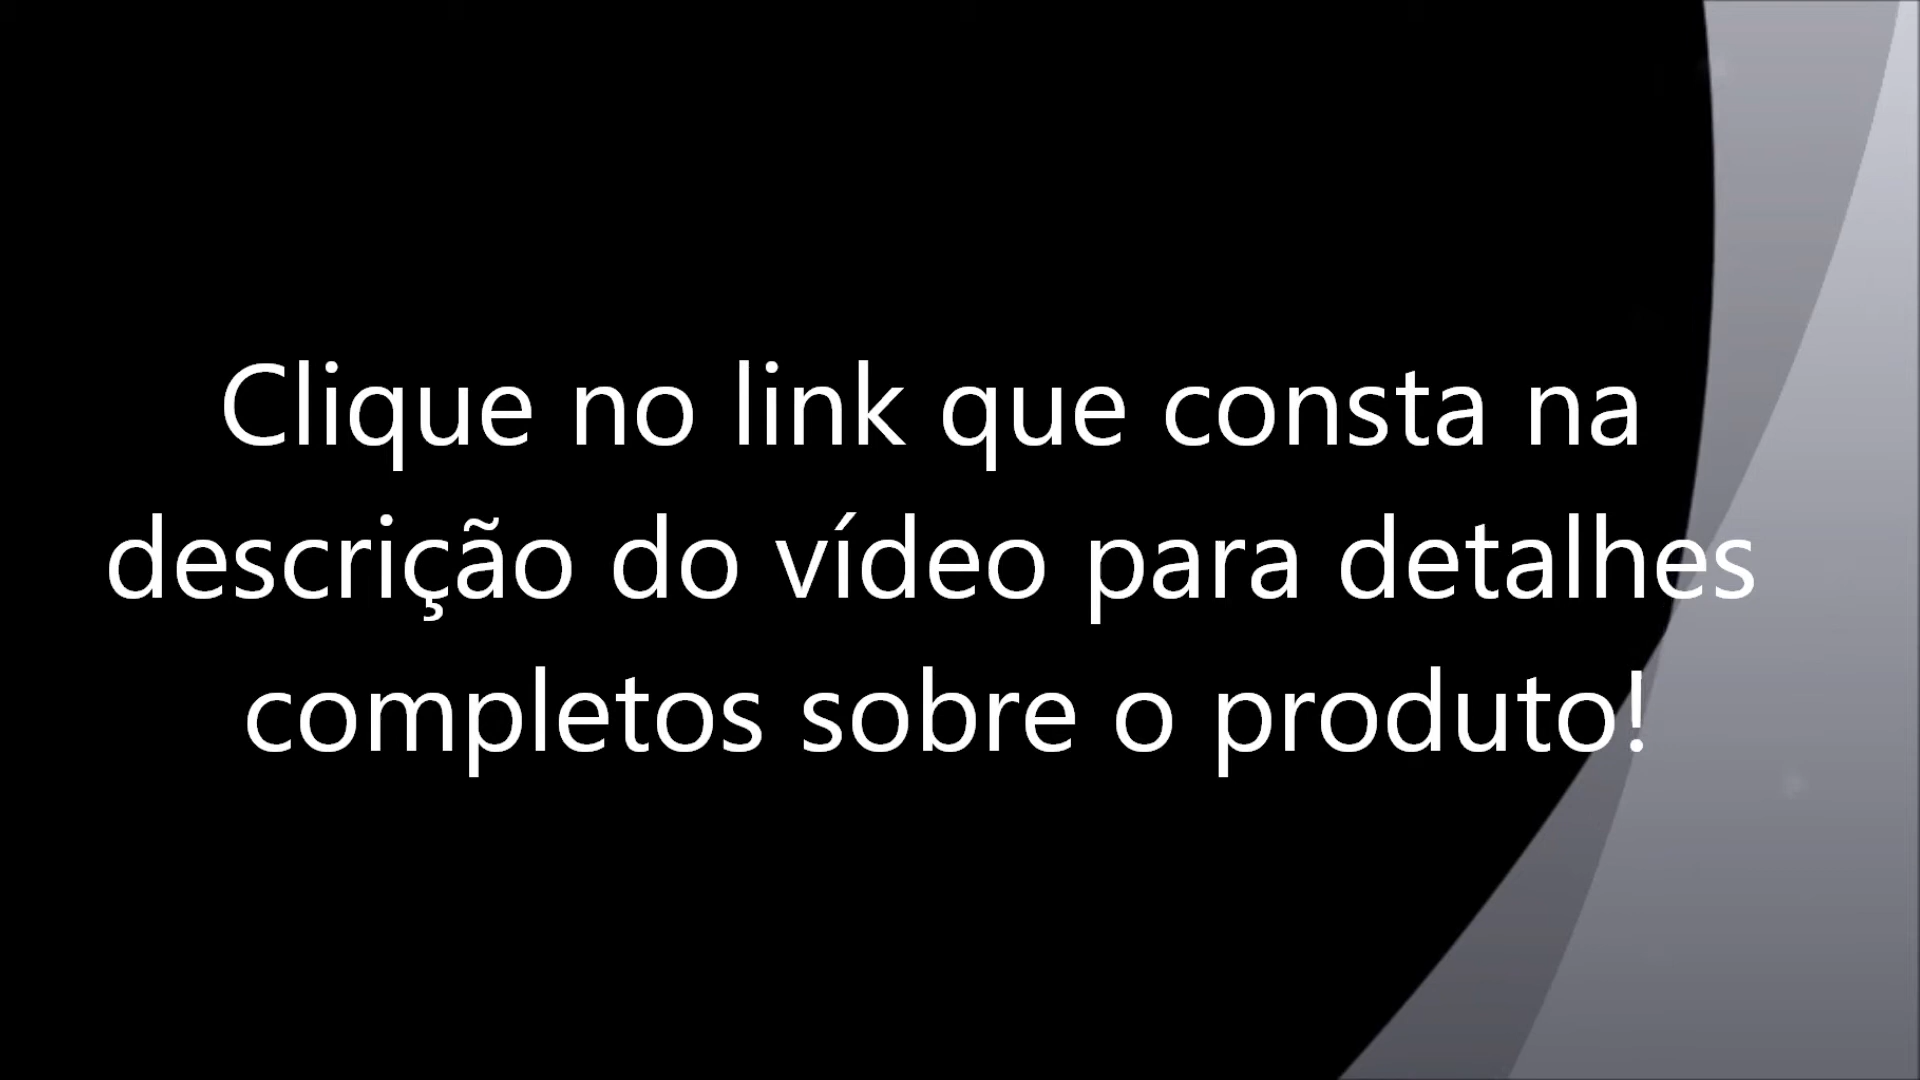 Clique no link que consta na
descrição do vídeo para detalhes
completos sobre o produto!